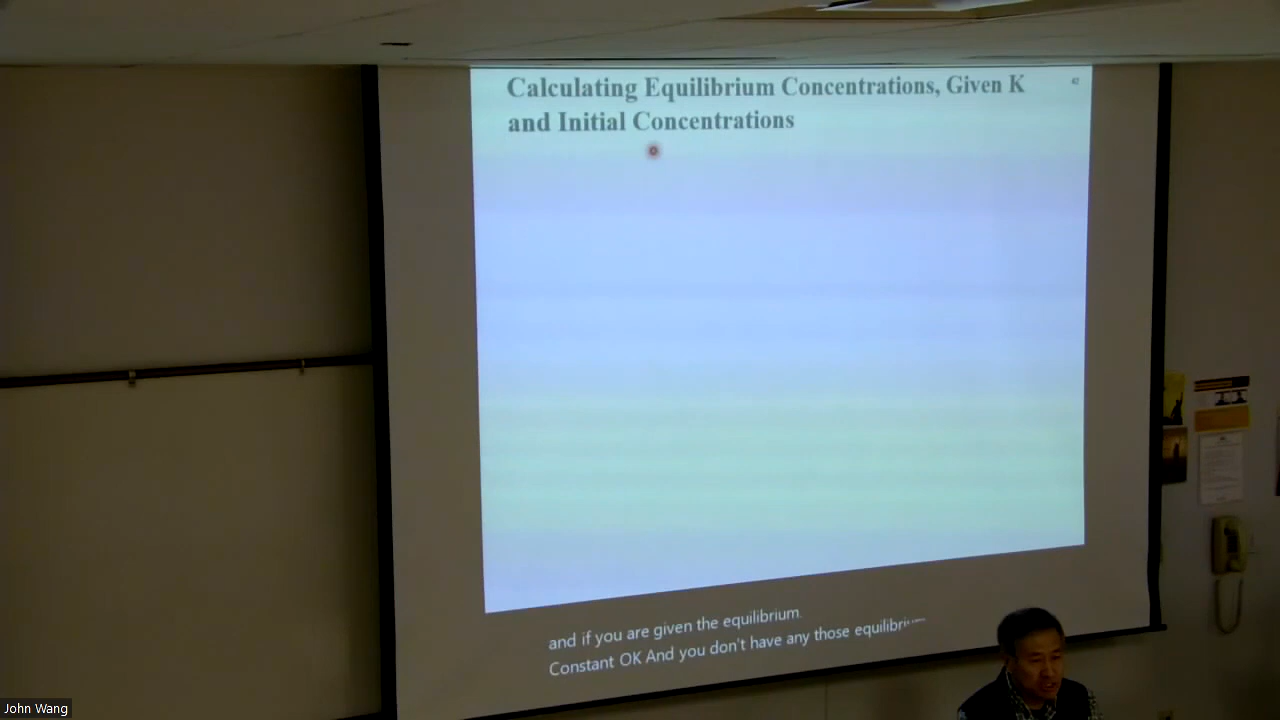 Calculating Equilibrium Concentrations, Given K
and Initial Concentrations
and if you are given the equilibrium.
Constant OK And you don't have any those
John Wang